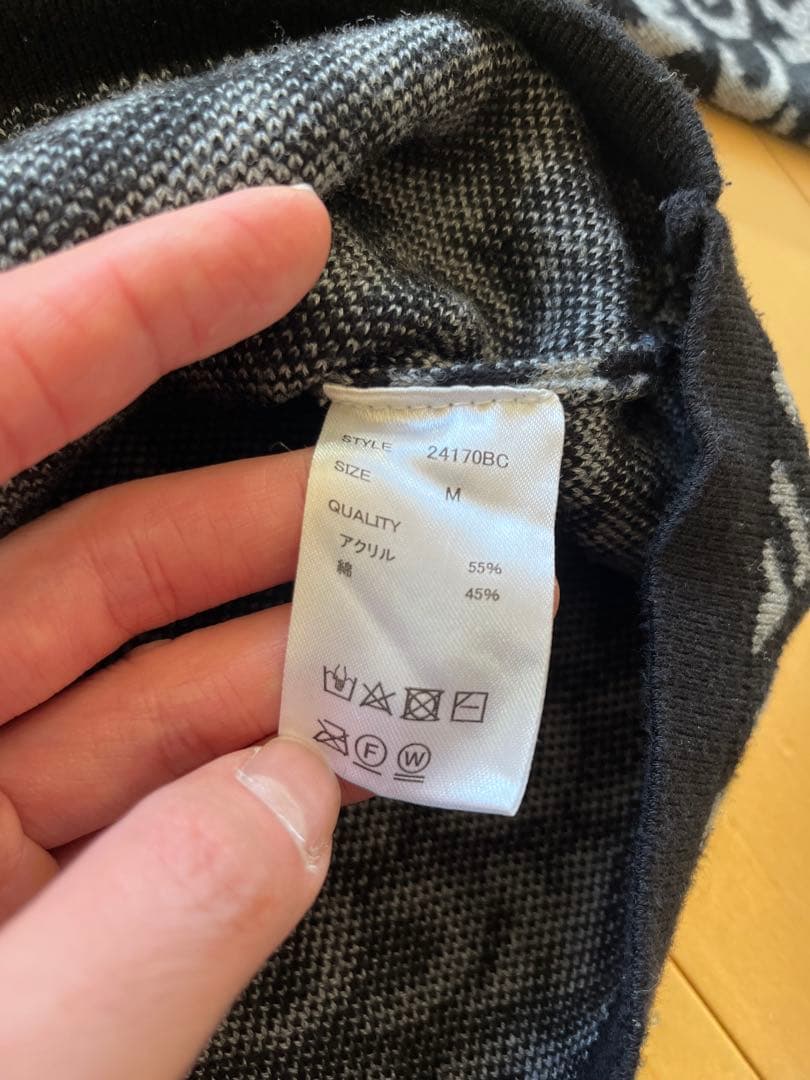 STYLE 24170BC
SIZE M
QUALITY
アクリル 55%
綿 45%
F W